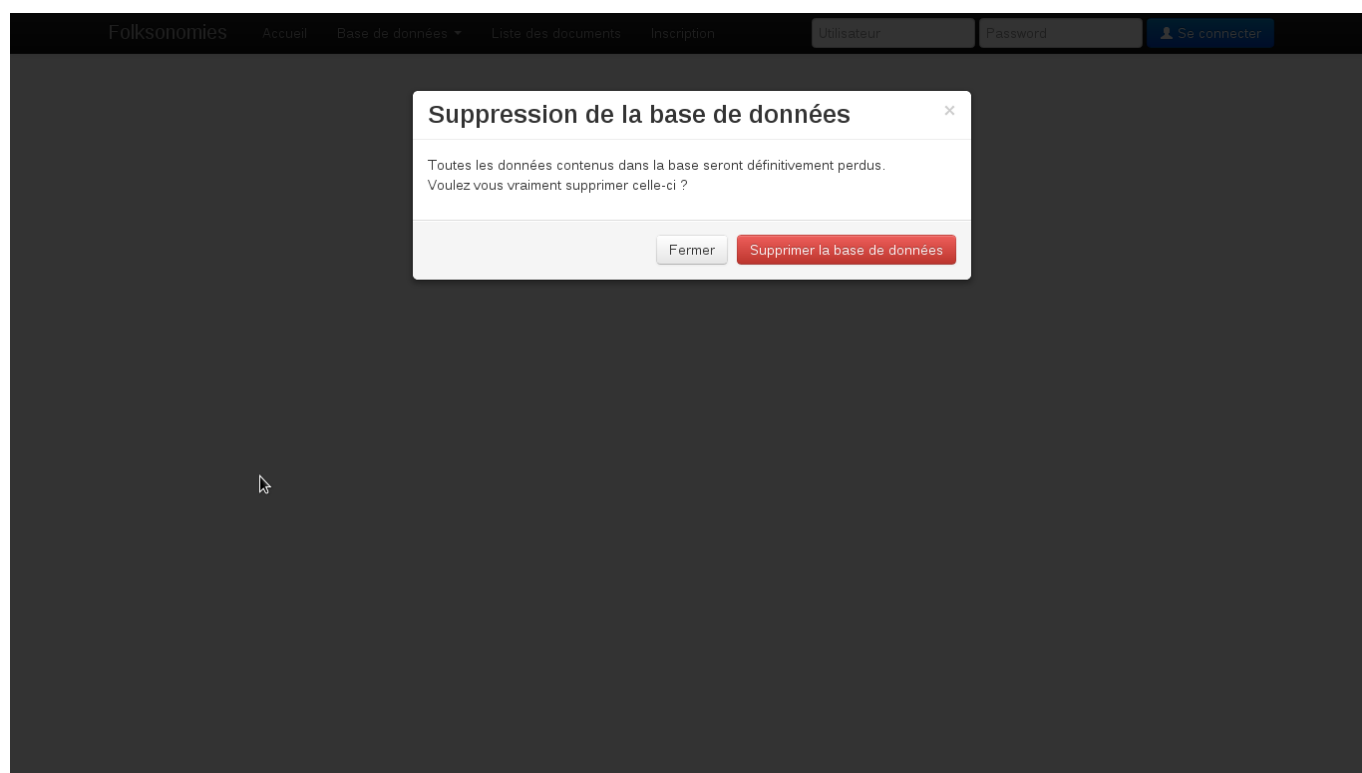 Folksonomies Accueil Base de données Liste des documents Inscription Utilisateur Password Se connecter
Suppression de la base de données ×
Toutes les données contenus dans la base seront définitivement perdus.
Voulez vous vraiment supprimer celle-ci ?
Fermer Supprimer la base de données